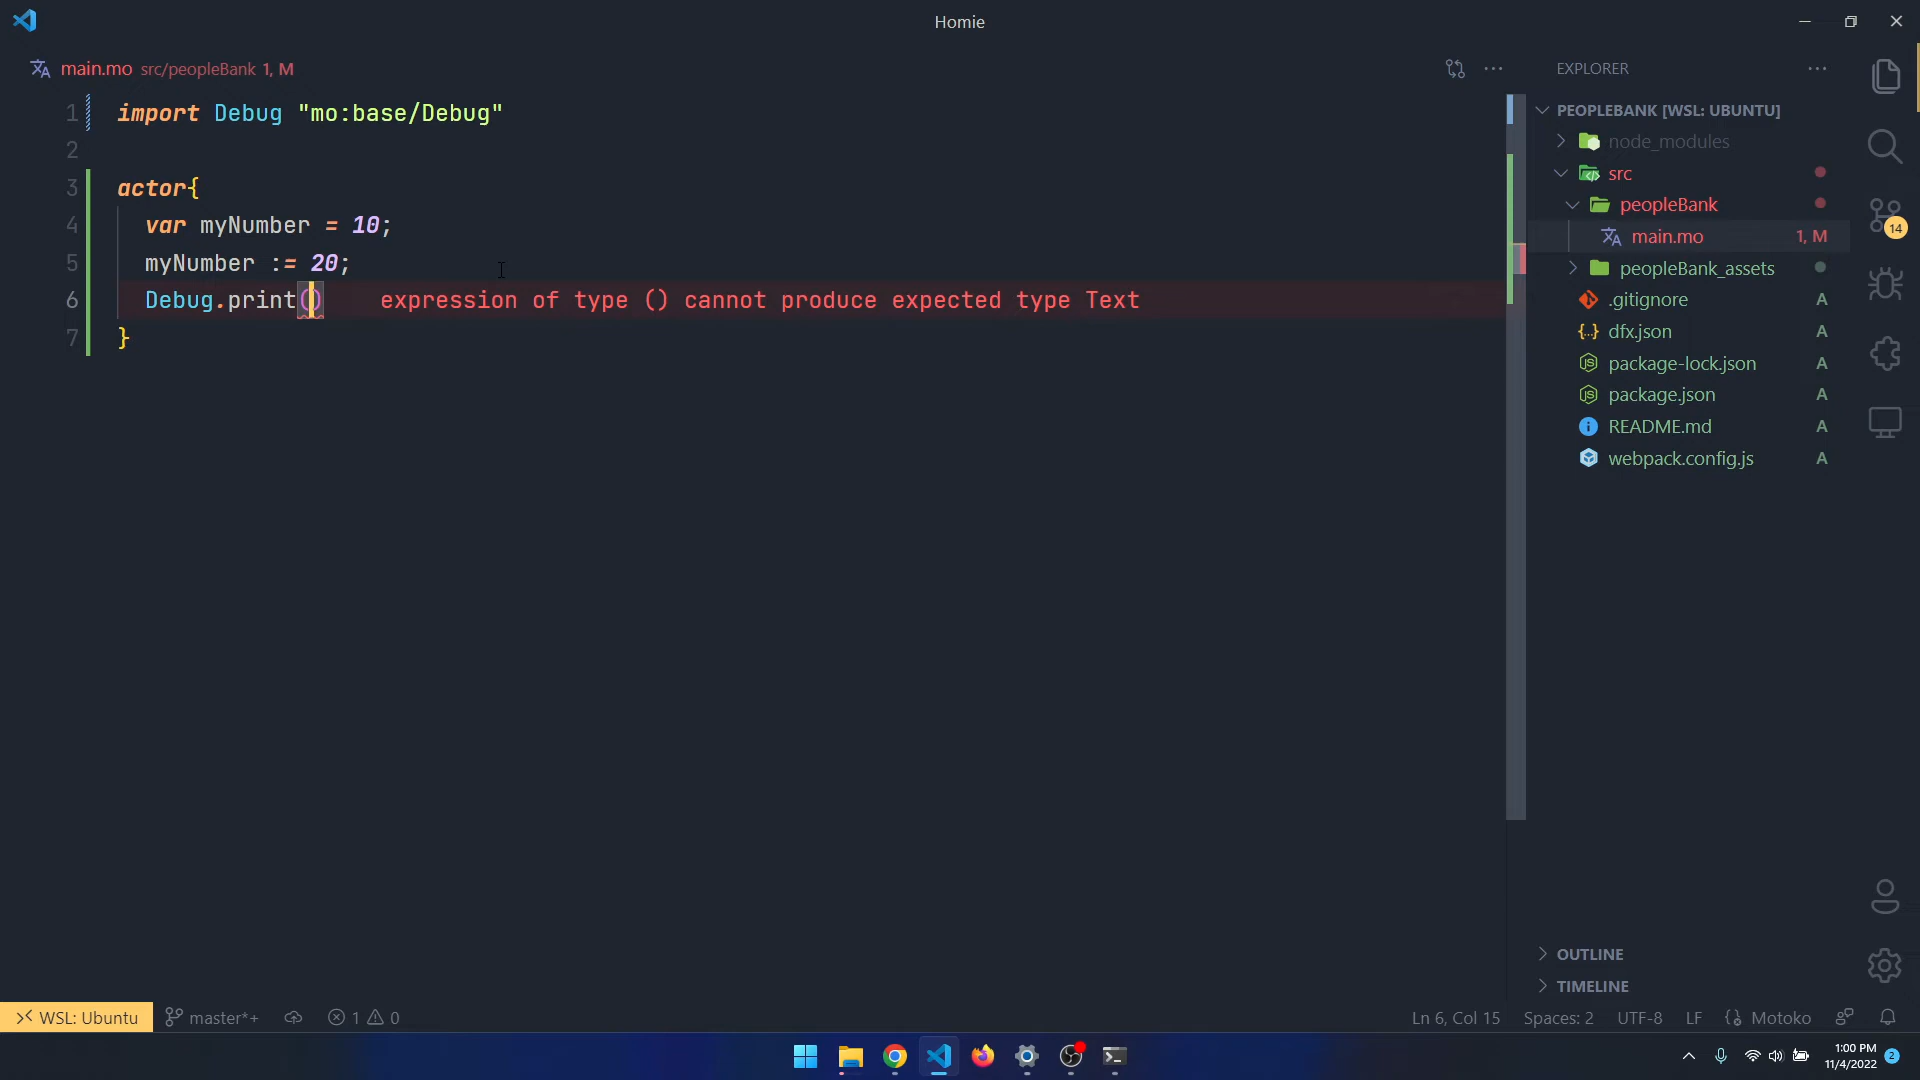 Homie
main.mo src/peopleBank 1, M
EXPLORER
PEOPLEBANK [WSL: UBUNTU]
1 import Debug "mo:base/Debug"
2
3 actor{
4 var myNumber = 10;
5 myNumber := 20;
6 Debug.print() expression of type () cannot produce expected type Text
7 }
node_modules
src
peopleBank
main.mo 1, M
peopleBank_assets
.gitignore A
dfx.json A
package-lock.json A
package.json A
README.md A
webpack.config.js A
14
OUTLINE
TIMELINE
WSL: Ubuntu master*+ 1 0 Ln 6, Col 15 Spaces: 2 UTF-8 LF Motoko
1:00 PM
11/4/2022 2